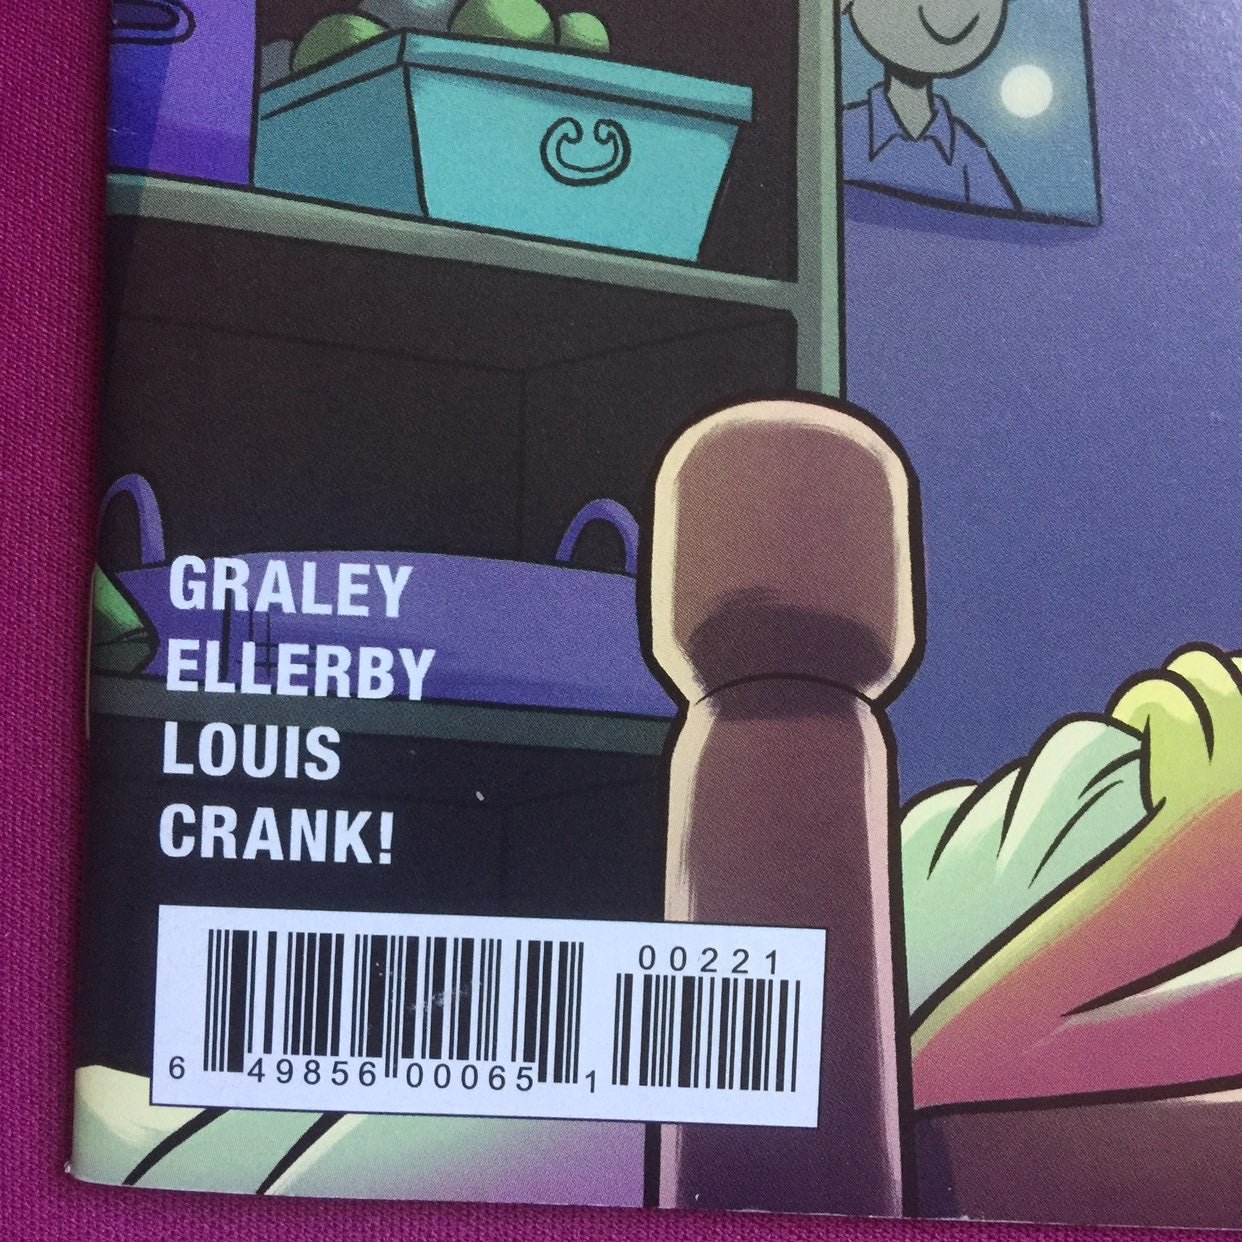 GRALEY
ELLERBY
LOUIS
CRANK!
00221
6 49856 00065 1